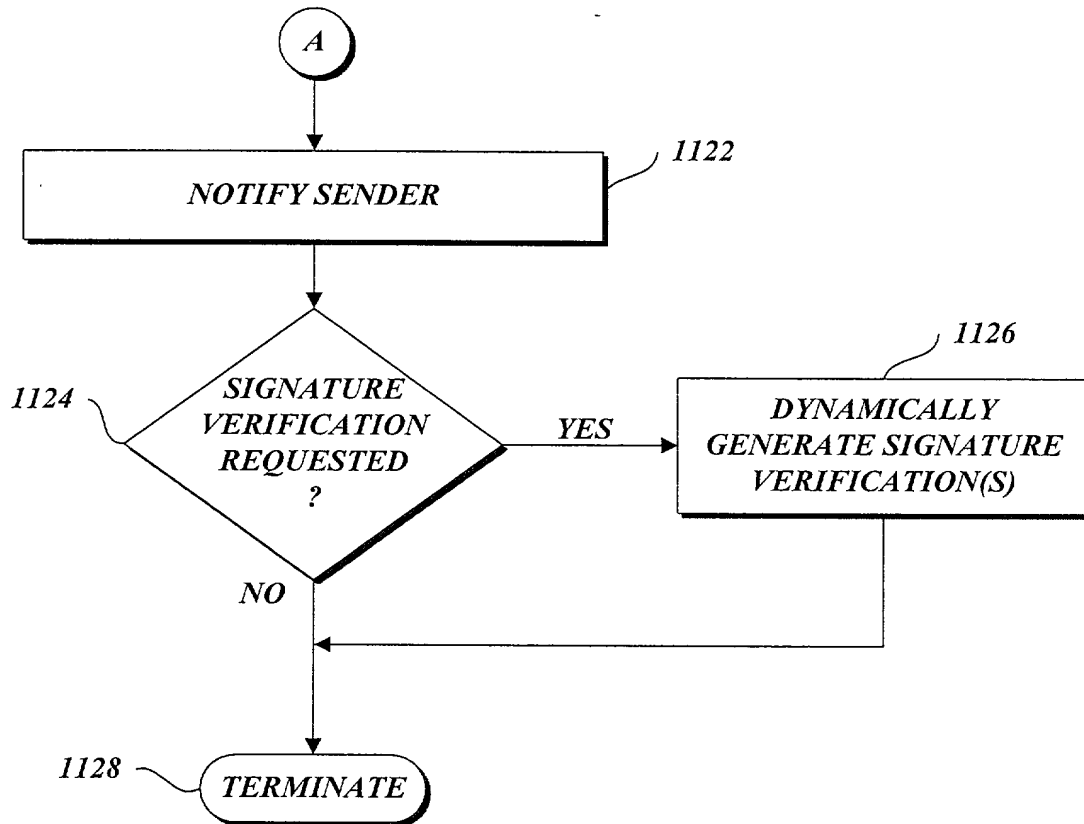 A
1122
NOTIFY SENDER
1126
1124
SIGNATURE
VERIFICATION
REQUESTED
?
YES
DYNAMICALLY
GENERATE SIGNATURE
VERIFICATION(S)
NO
1128
TERMINATE